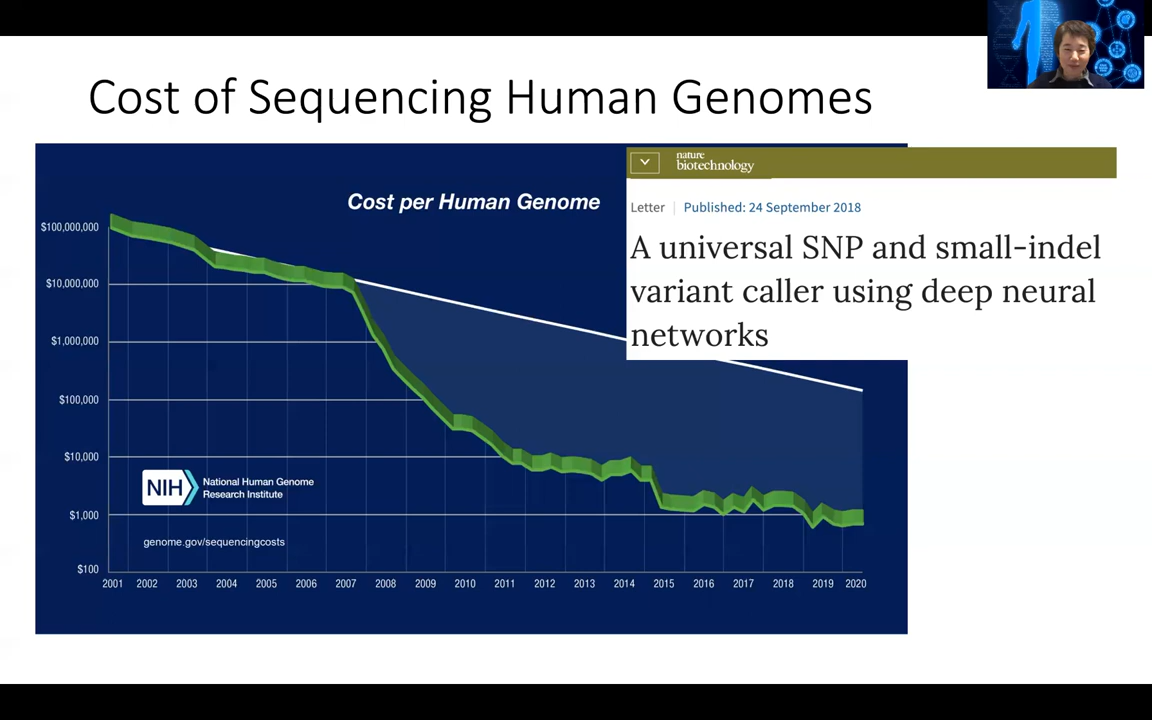 Cost of Sequencing Human Genomes
nature
biotechnology
Letter
Published: 24 September 2018
A universal SNP and small-indel
variant caller using deep neural
networks
Cost per Human Genome
$100,000,000
$10,000,000
$1,000,000
$100,000
$10,000
$1,000
$100
NIH
National Human Genome
Research Institute
genome.gov/sequencingcosts
2001 2002 2003 2004 2005 2006 2007 2008 2009 2010 2011 2012 2013 2014 2015 2016 2017 2018 2019 2020